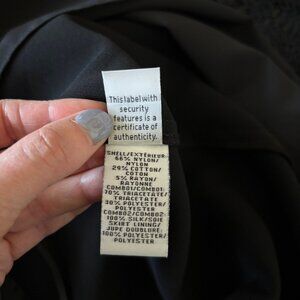 This label with
security
features is a
certificate of
authenticity.
SHELL/EXTÉRIEUR:
66% NYLON/
NYLON
29% COTTON/
COTON
5% RAYON/
RAYONNE
COMBO1/COMBO1:
70% TRIACETATE/
TRIACETATE
30% POLYESTER/
POLYESTER
COMBO2/COMBO2:
100% SILK/SOIE
SKIRT LINING/
JUPE DOUBLURE:
100% POLYESTER/
POLYESTER